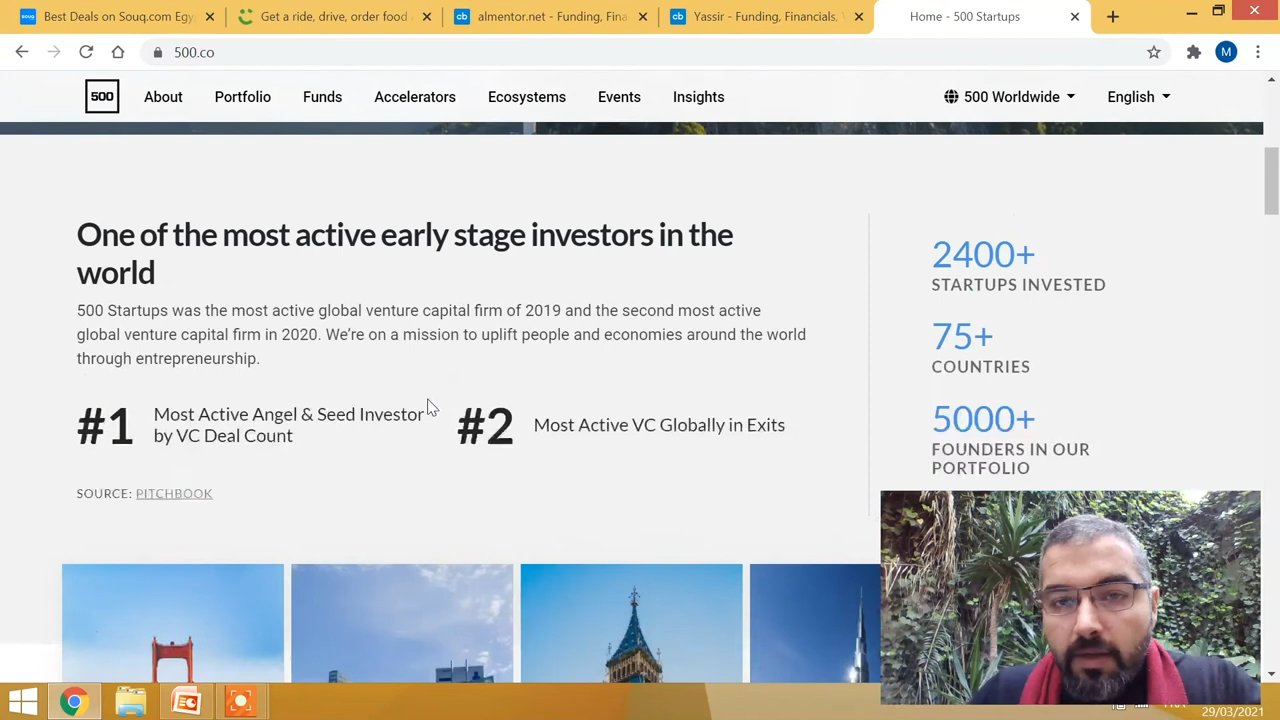 Best Deals on Souq.com Egy
Get a ride, drive, order food
cb almentor.net - Funding, Fina
cb Yassir - Funding, Financials,
Home - 500 Startups
500.co
M
500 About Portfolio Funds Accelerators Ecosystems Events Insights 500 Worldwide English
One of the most active early stage investors in the
world
500 Startups was the most active global venture capital firm of 2019 and the second most active
global venture capital firm in 2020. We're on a mission to uplift people and economies around the world
through entrepreneurship.
#1 Most Active Angel & Seed Investor
by VC Deal Count
#2 Most Active VC Globally in Exits
SOURCE: PITCHBOOK
2400+
STARTUPS INVESTED
75+
COUNTRIES
5000+
FOUNDERS IN OUR
PORTFOLIO
29/03/2021